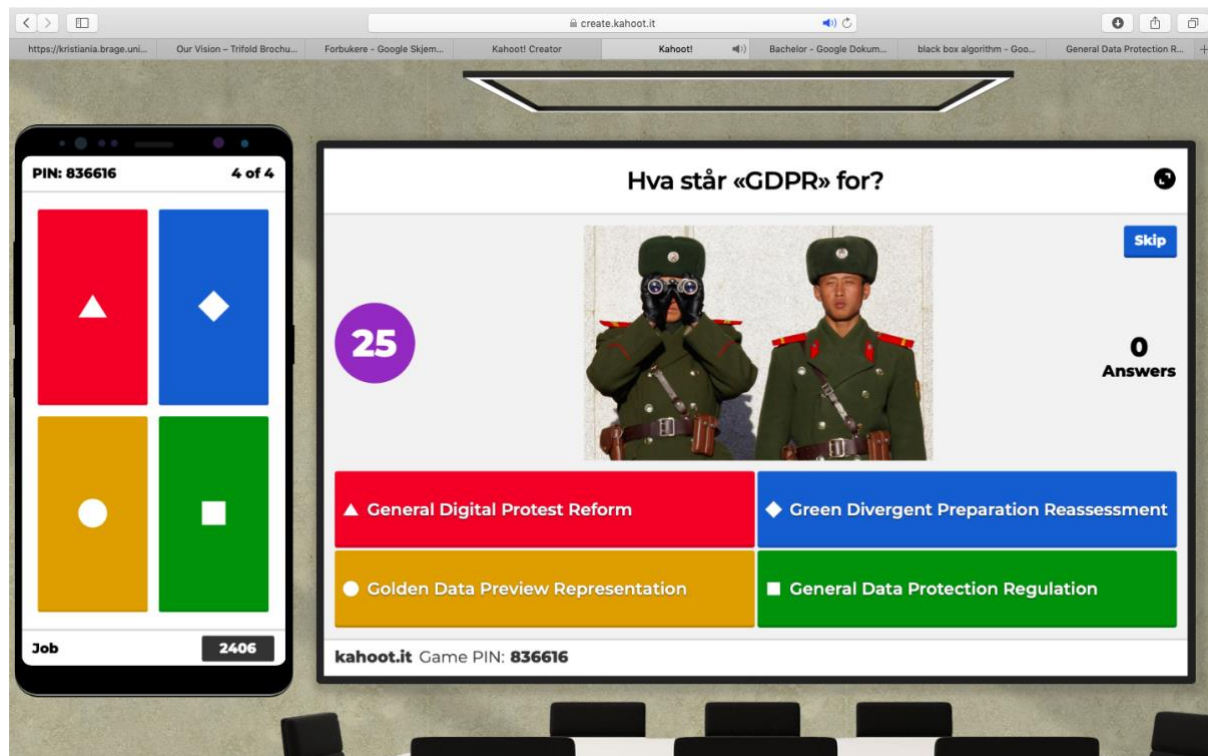 create.kahoot.it
https://kristiania.brage.uni...
Our Vision – Trifold Brochu...
Forbukere - Google Skjem...
Kahoot! Creator
Kahoot!
Bachelor - Google Dokum...
black box algorithm - Goo...
General Data Protection R...
PIN: 836616
4 of 4
Job
2406
Hva står «GDPR» for?
Skip
25
0
Answers
General Digital Protest Reform
Green Divergent Preparation Reassessment
Golden Data Preview Representation
General Data Protection Regulation
kahoot.it Game PIN: 836616